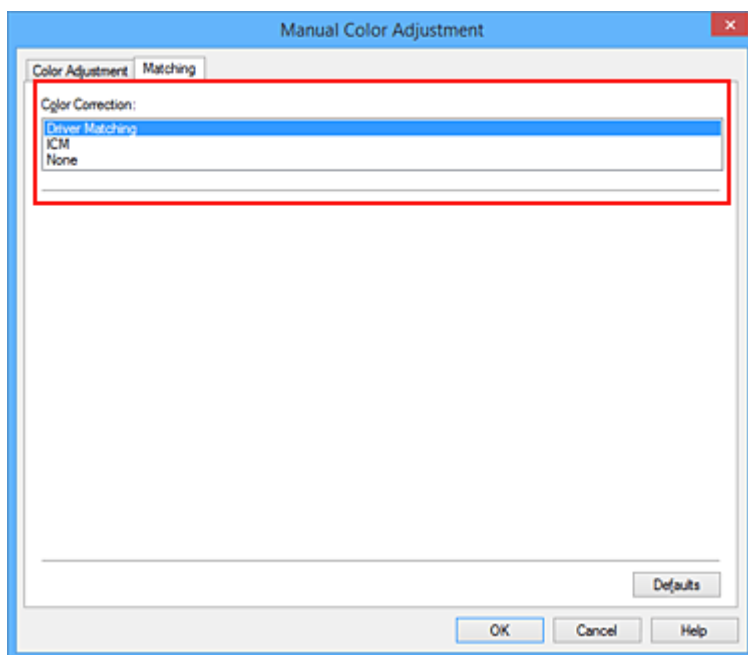 Manual Color Adjustment
Color Adjustment Matching
Color Correction:
Driver Matching
ICM
None
Defaults
OK Cancel Help